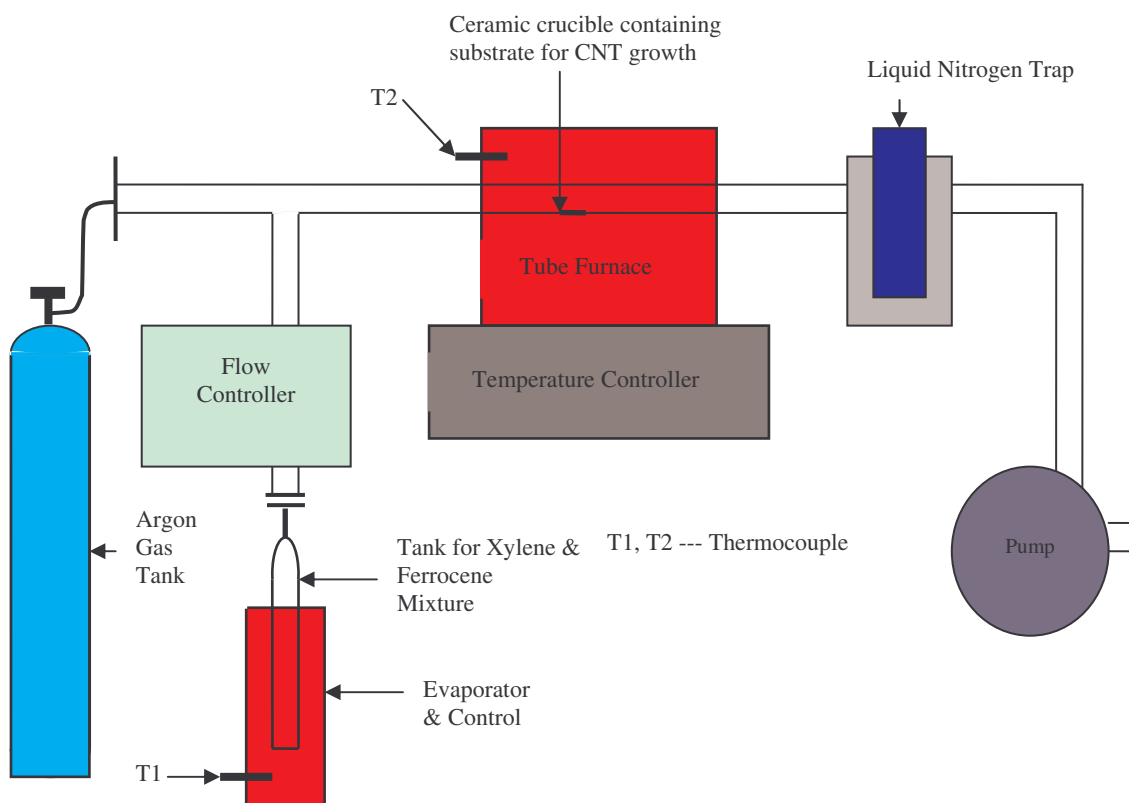 Ceramic crucible containing
substrate for CNT growth
Liquid Nitrogen Trap
T2
Tube Furnace
Flow
Controller
Temperature Controller
Argon
Gas
Tank
Tank for Xylene &
Ferrocene
Mixture
T1, T2 --- Thermocouple
Pump
Evaporator
& Control
T1